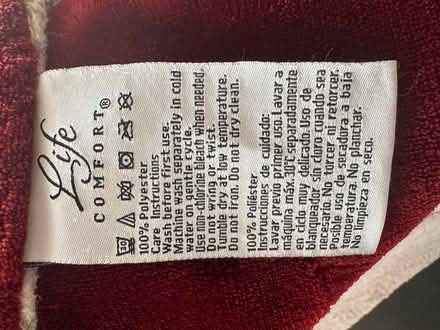 Life
COMFORT®
30
100% Polyester
Care Instructions
Wash before first use.
Machine wash separately in cold
water on gentle cycle.
Use non-chlorine bleach when needed.
Do not wring or twist.
Tumble dry at low temperature.
Do not Iron. Do not dry clean.
100% Poliéster
Instrucciones de cuidado:
Lavar previo primer uso. Lavar a
máquina máx. 30°C separadamente
en ciclo muy delicado. Uso de
blanqueador sin cloro cuando sea
necesario. No torcer ni retorcer.
Posible uso de secadora a baja
temperatura. No planchar.
No limpieza en seco.